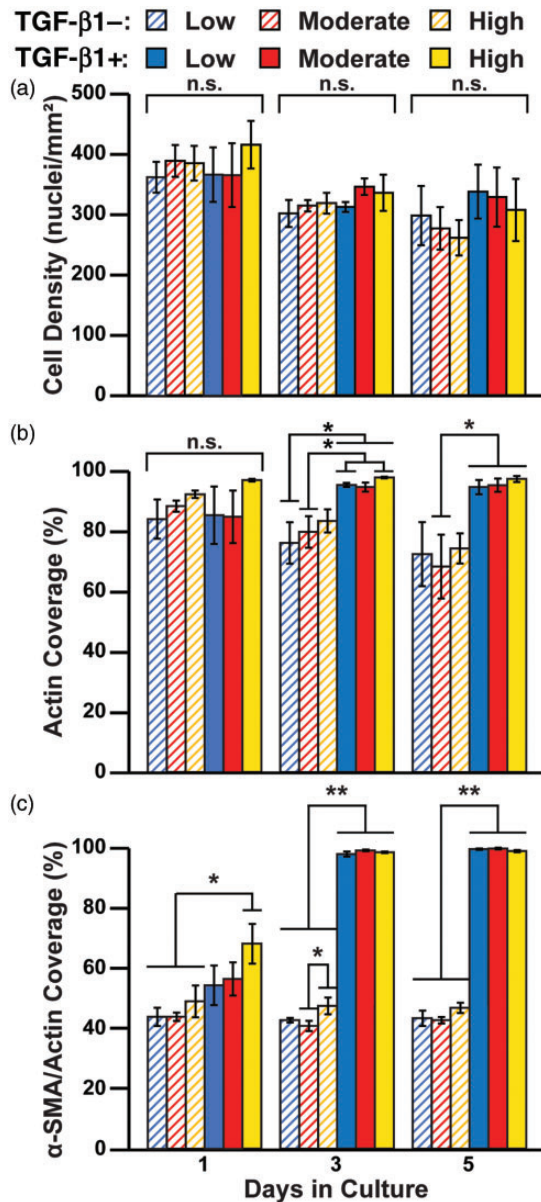 TGF-β1−: Low Moderate High
TGF-β1+: Low Moderate High
(a)
n.s. n.s. n.s.
Cell Density (nuclei/mm²)
500
400
300
200
100
0
(b)
n.s. * * *
Actin Coverage (%)
100
80
60
40
20
0
(c)
** **
* *
α-SMA/Actin Coverage (%)
100
80
60
40
20
0
1 3 5
Days in Culture